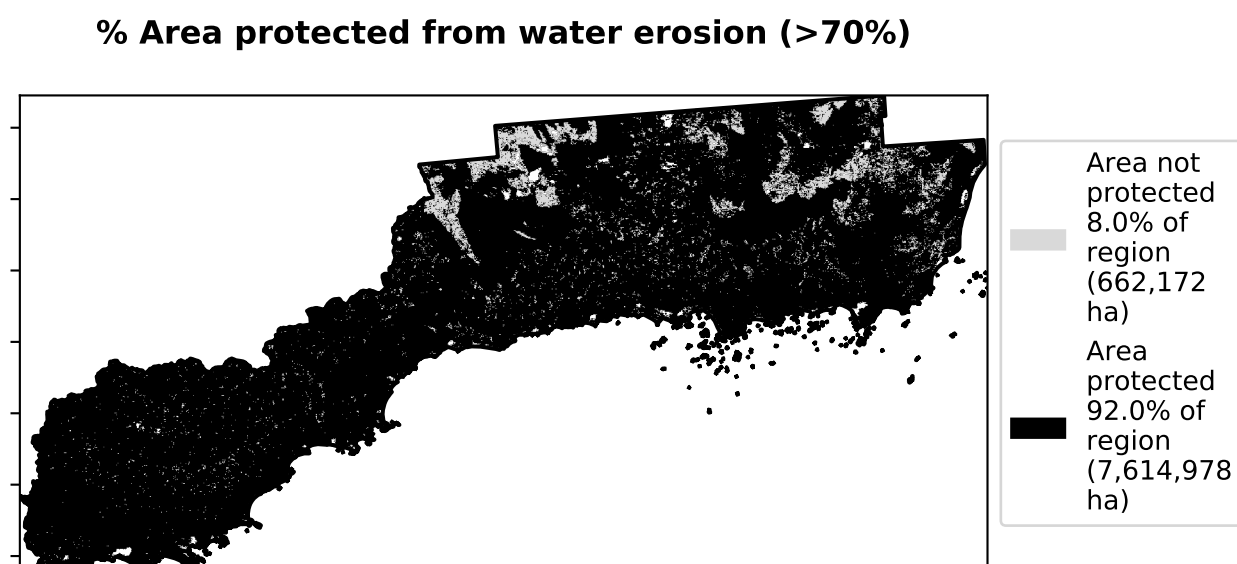 % Area protected from water erosion (>70%)
Area not
protected
8.0% of
region
(662,172
ha)
Area
protected
92.0% of
region
(7,614,978
ha)